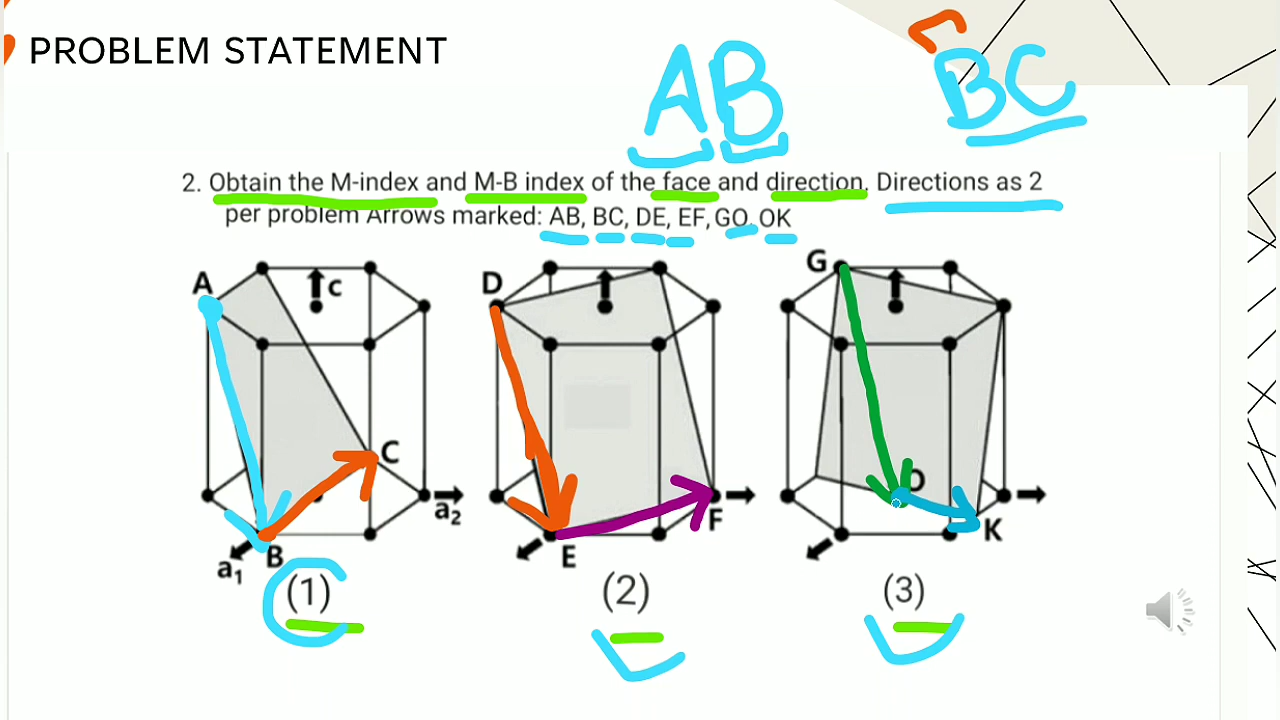 PROBLEM STATEMENT
AB
BC
2. Obtain the M-index and M-B index of the face and direction. Directions as 2
per problem Arrows marked: AB, BC, DE, EF, GO, OK
A
c
C
a2
B
a1
(1)
D
F
E
(2)
G
O
K
(3)